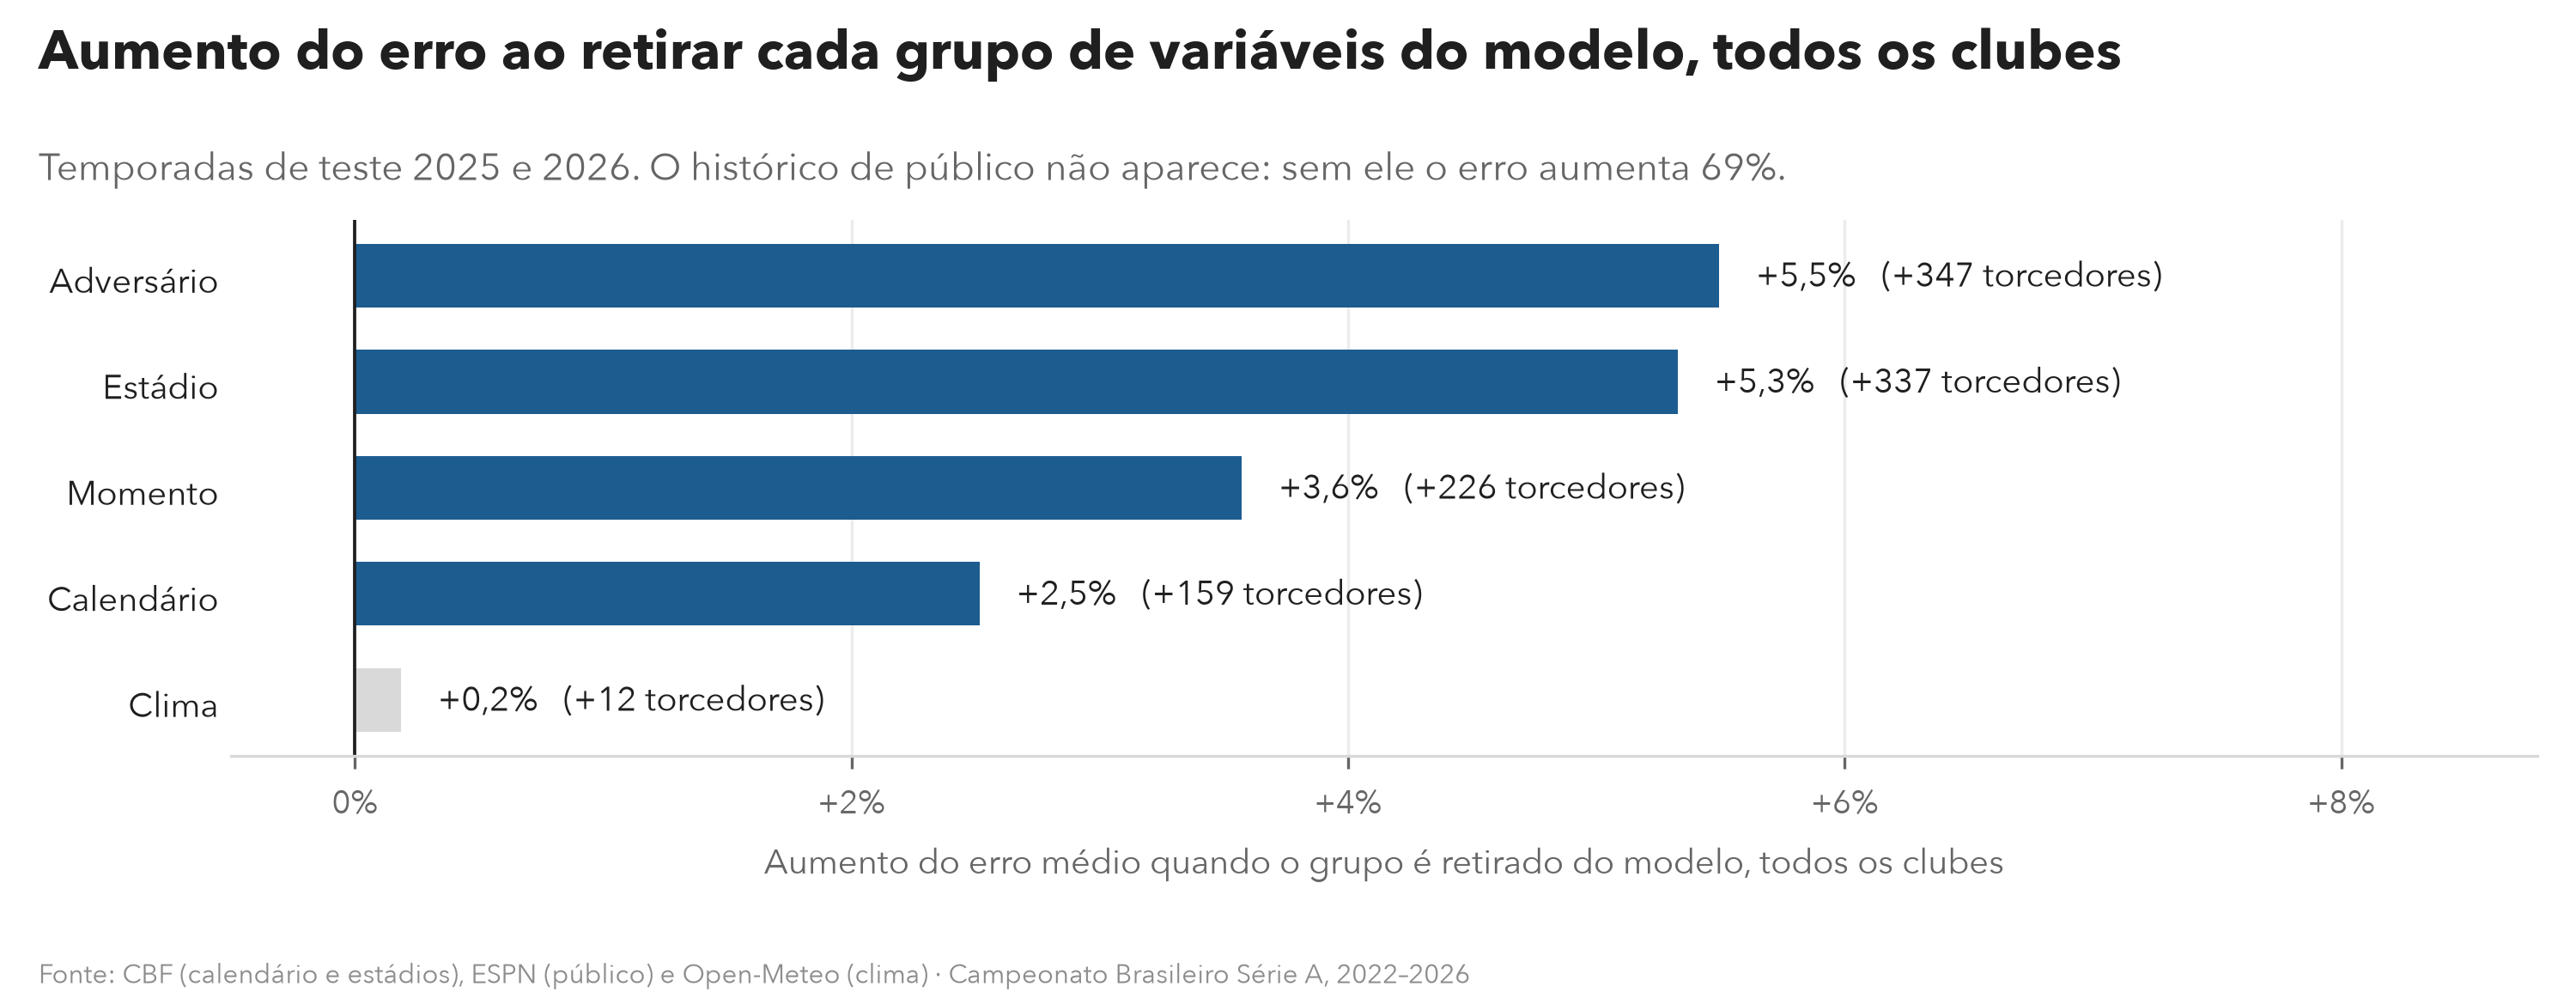 Aumento do erro ao retirar cada grupo de variáveis do modelo, todos os clubes
Temporadas de teste 2025 e 2026. O histórico de público não aparece: sem ele o erro aumenta 69%.
Adversário +5,5% (+347 torcedores)
Estádio +5,3% (+337 torcedores)
Momento +3,6% (+226 torcedores)
Calendário +2,5% (+159 torcedores)
Clima +0,2% (+12 torcedores)
0% +2% +4% +6% +8%
Aumento do erro médio quando o grupo é retirado do modelo, todos os clubes
Fonte: CBF (calendário e estádios), ESPN (público) e Open-Meteo (clima) · Campeonato Brasileiro Série A, 2022–2026